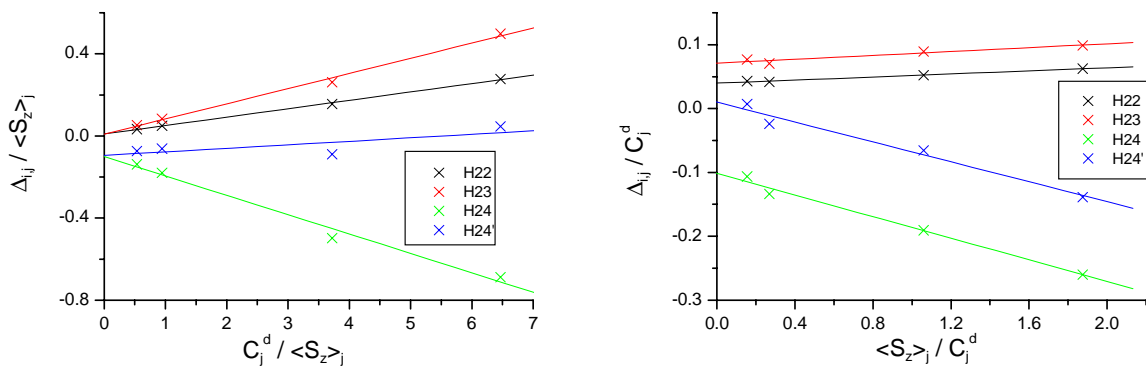 Δi,j / <Sz>j
0.4
0.0
-0.4
-0.8
H22
H23
H24
H24'
0 1 2 3 4 5 6 7
Cjd / <Sz>j
Δi,j / Cjd
0.1
0.0
-0.1
-0.2
-0.3
H22
H23
H24
H24'
0.0 0.4 0.8 1.2 1.6 2.0
<Sz>j / Cjd